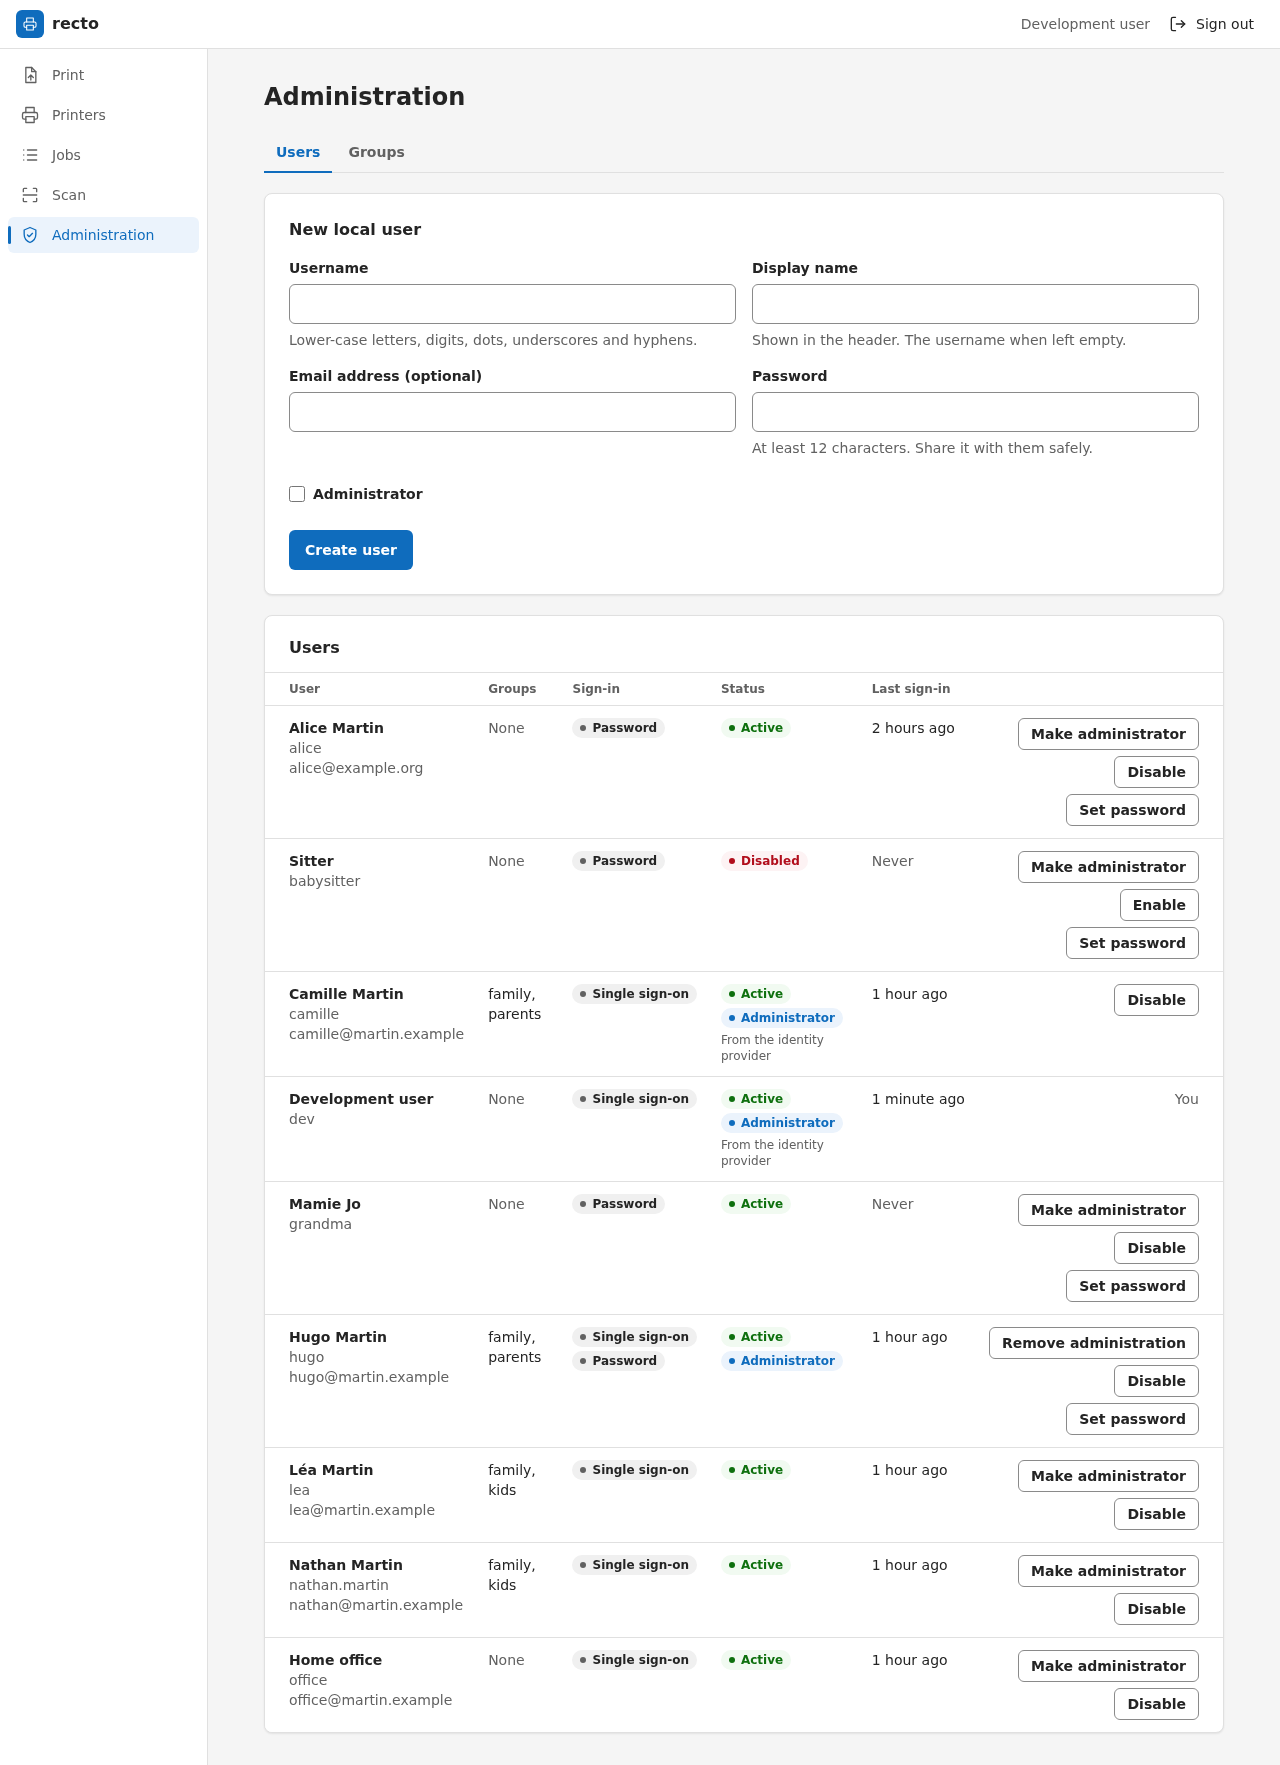 recto
Development user
Sign out
Print
Printers
Jobs
Scan
Administration
Administration
Users
Groups
New local user
Username
Display name
Lower-case letters, digits, dots, underscores and hyphens.
Shown in the header. The username when left empty.
Email address (optional)
Password
At least 12 characters. Share it with them safely.
Administrator
Create user
Users
User Groups Sign-in Status Last sign-in
Alice Martin None Password Active 2 hours ago Make administrator
alice
alice@example.org
Disable
Set password
Sitter None Password Disabled Never Make administrator
babysitter
Enable
Set password
Camille Martin family, Single sign-on Active 1 hour ago Disable
camille parents Administrator
camille@martin.example From the identity
provider
Development user None Single sign-on Active 1 minute ago You
dev Administrator
From the identity
provider
Mamie Jo None Password Active Never Make administrator
grandma
Disable
Set password
Hugo Martin family, Single sign-on Active 1 hour ago Remove administration
hugo parents Password Administrator
hugo@martin.example Disable
Set password
Léa Martin family, Single sign-on Active 1 hour ago Make administrator
lea kids
lea@martin.example Disable
Nathan Martin family, Single sign-on Active 1 hour ago Make administrator
nathan.martin kids
nathan@martin.example Disable
Home office None Single sign-on Active 1 hour ago Make administrator
office
office@martin.example Disable